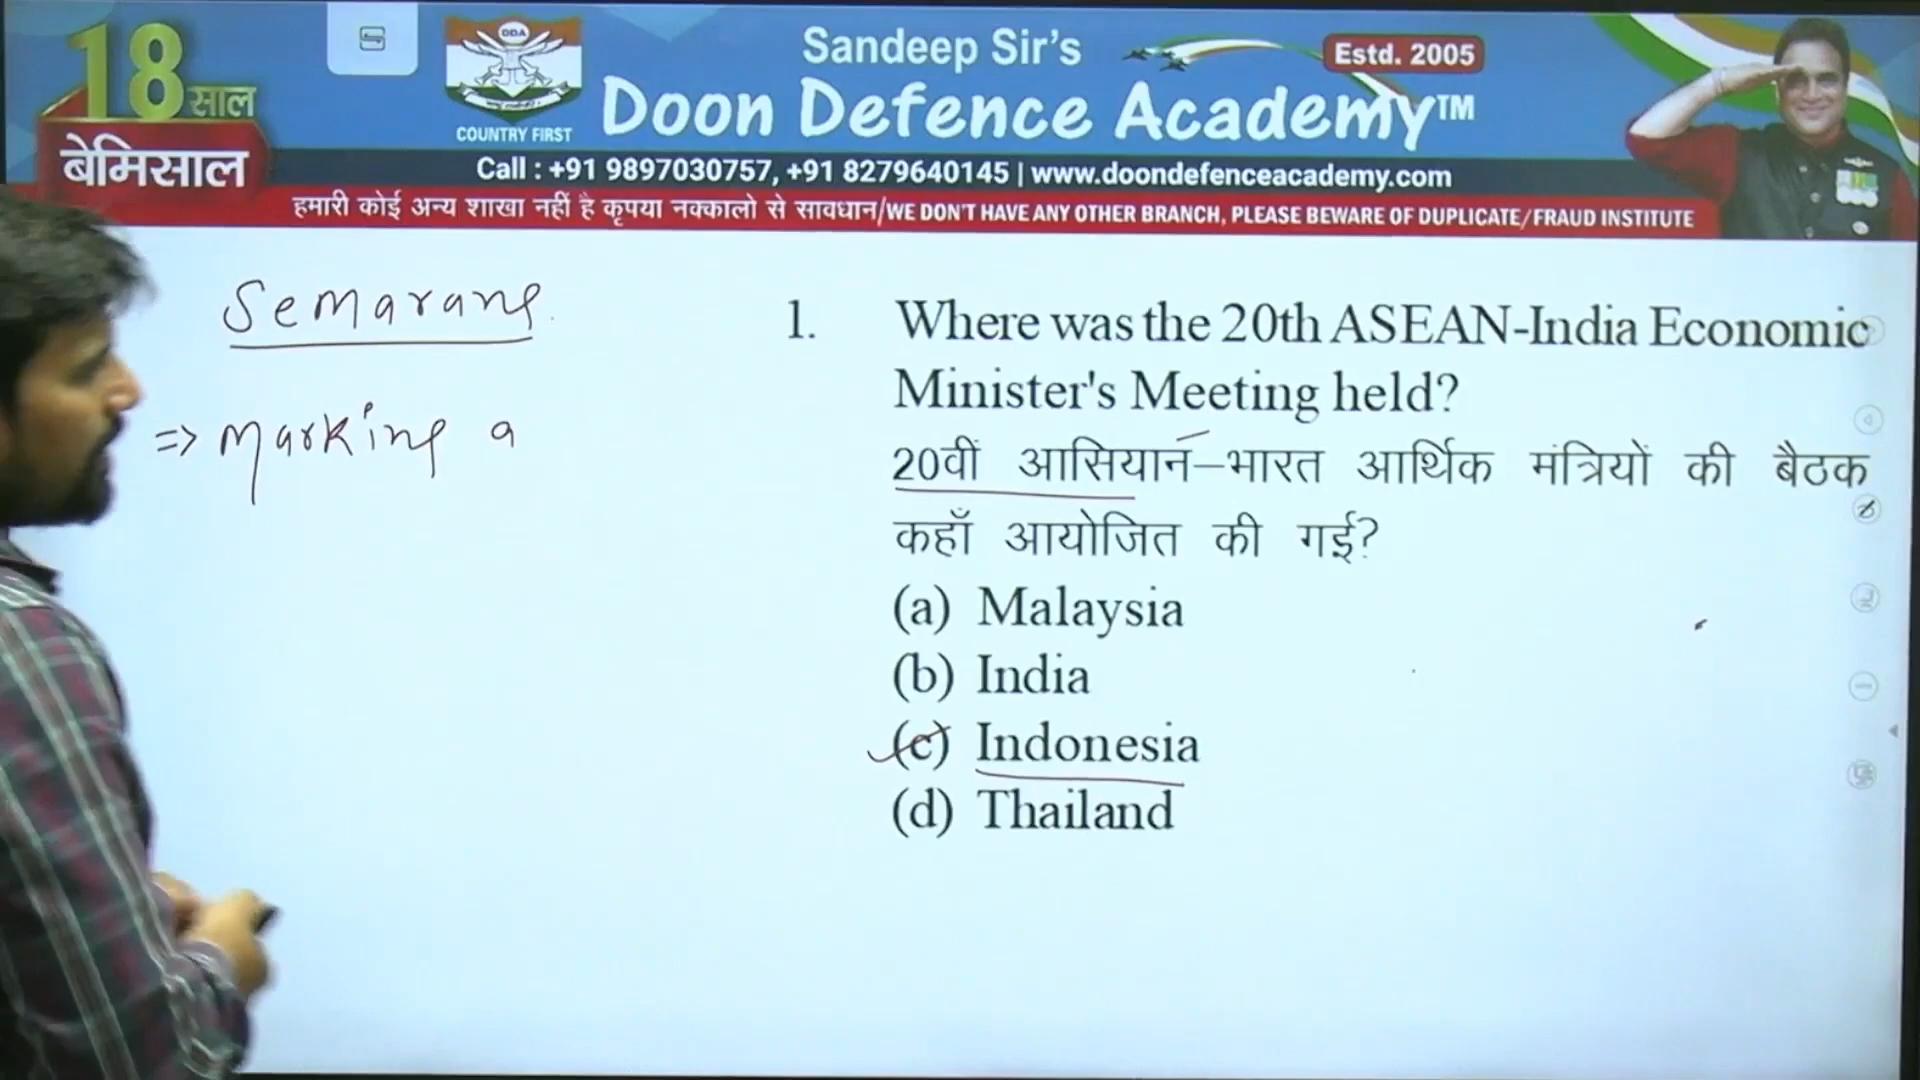 18 साल
बेमिसाल
DDA
COUNTRY FIRST
Sandeep Sir's
Estd. 2005
Doon Defence Academy™
Call : +91 9897030757, +91 8279640145 | www.doondefenceacademy.com
हमारी कोई अन्य शाखा नहीं है कृपया नक्कालो से सावधान/WE DON'T HAVE ANY OTHER BRANCH, PLEASE BEWARE OF DUPLICATE/FRAUD INSTITUTE
Semarang
=> Marking a
1. Where was the 20th ASEAN-India Economic
Minister's Meeting held?
20वीं आसियान–भारत आर्थिक मंत्रियों की बैठक
कहाँ आयोजित की गई?
(a) Malaysia
(b) India
(c) Indonesia
(d) Thailand